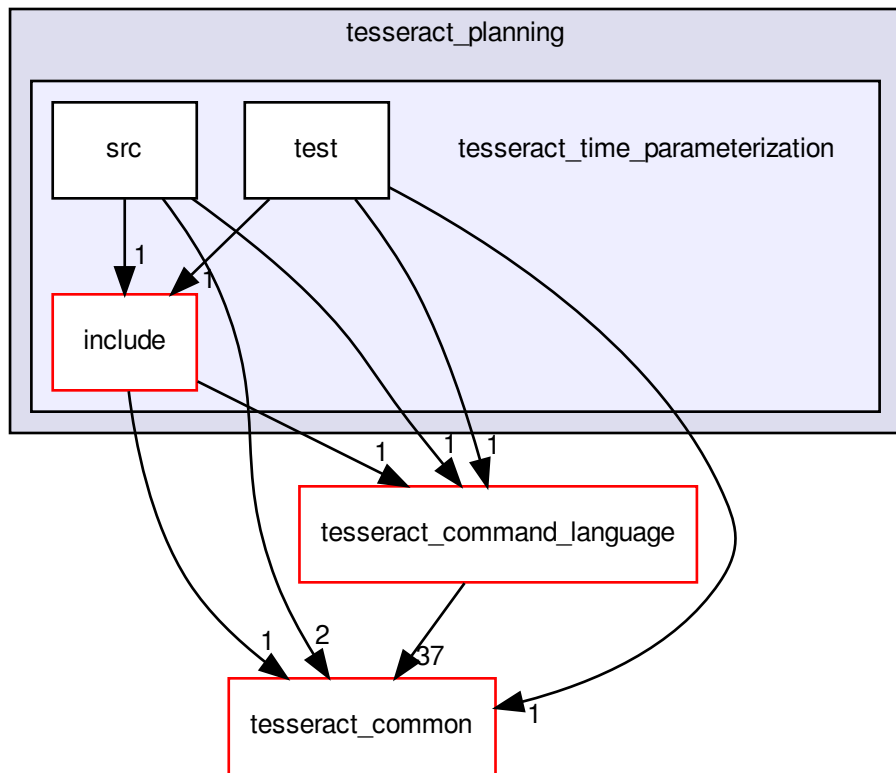 tesseract_planning
src
test
tesseract_time_parameterization
1
1
include
1
1
1
tesseract_command_language
1
2
37
tesseract_common
1